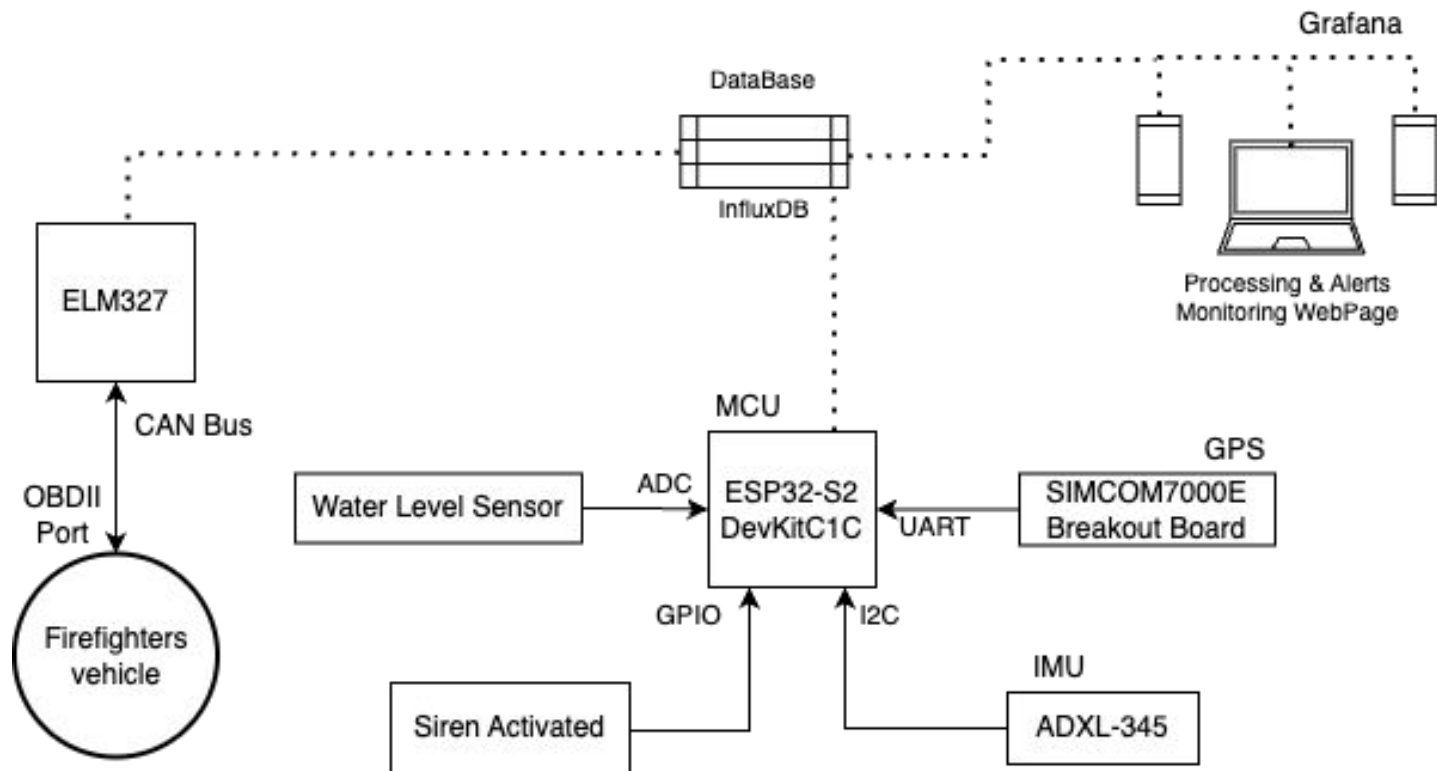 Grafana
DataBase
InfluxDB
Processing & Alerts
Monitoring WebPage
ELM327
CAN Bus
OBDII
Port
Firefighters
vehicle
MCU
ESP32-S2
DevKitC1C
Water Level Sensor
ADC
GPS
SIMCOM7000E
Breakout Board
UART
GPIO
I2C
Siren Activated
IMU
ADXL-345